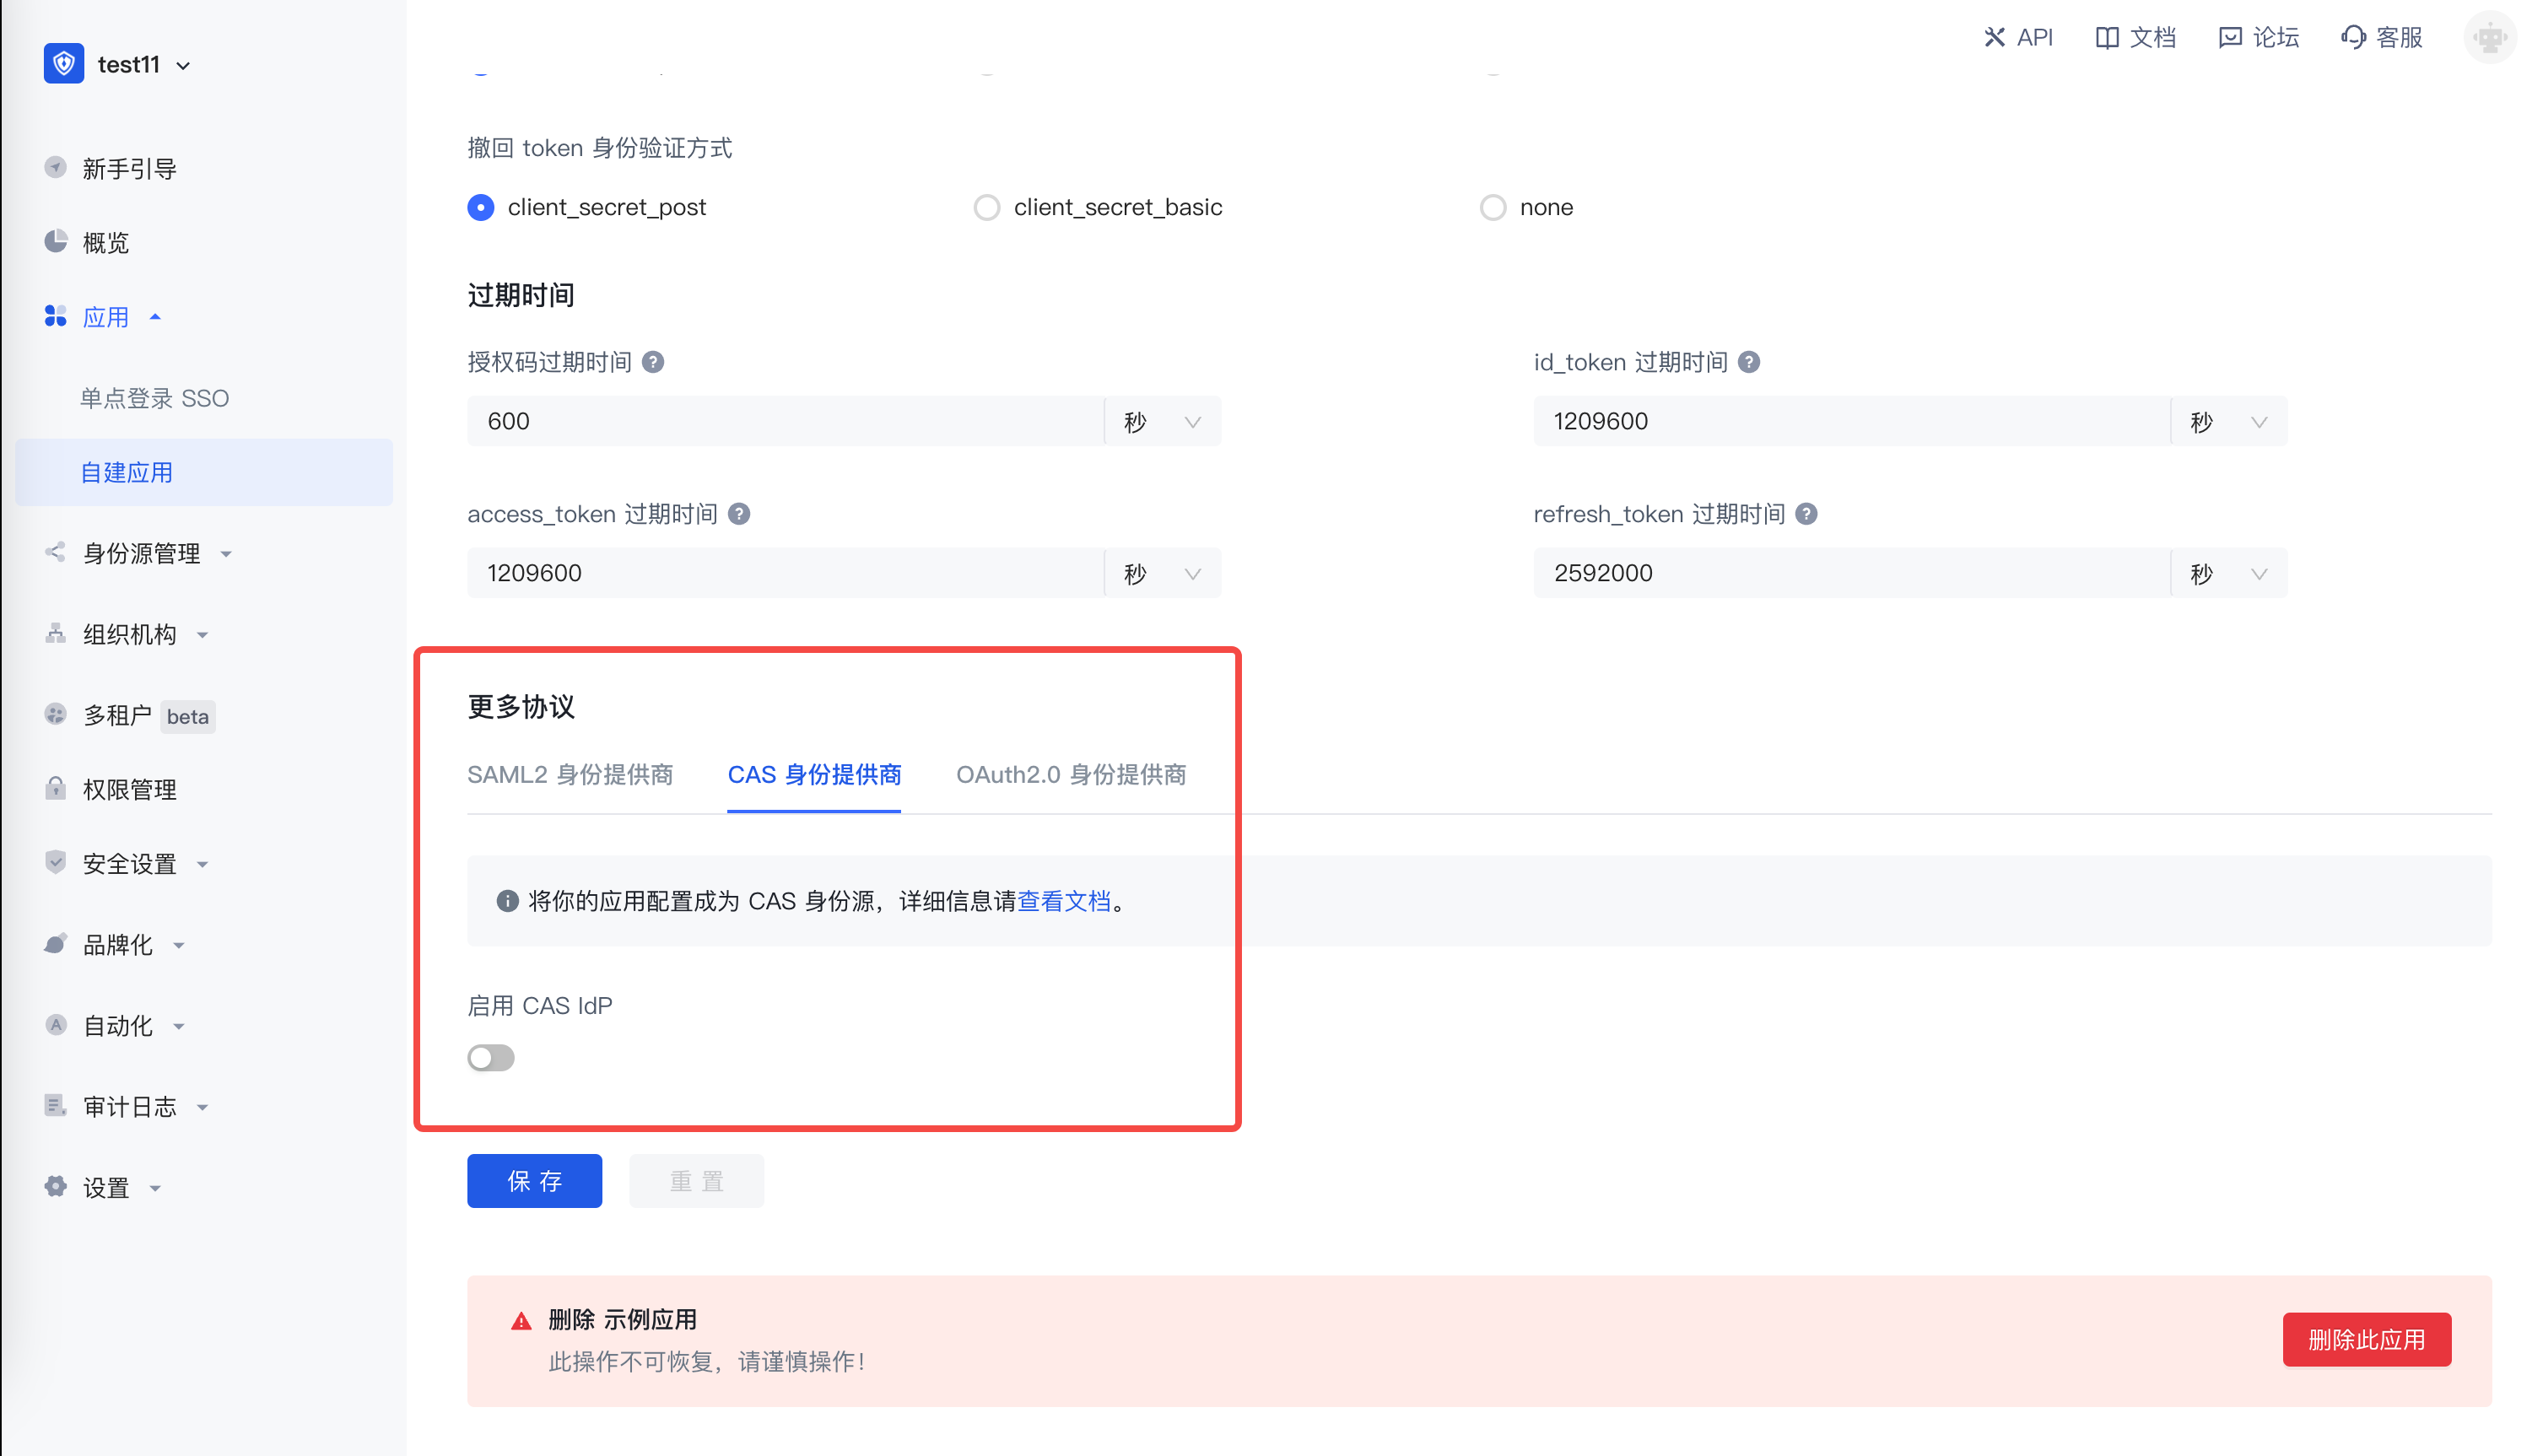 test11
API 文档 论坛 客服
新手引导
概览
应用
单点登录 SSO
自建应用
身份源管理
组织机构
多租户 beta
权限管理
安全设置
品牌化
自动化
审计日志
设置
撤回 token 身份验证方式
client_secret_post client_secret_basic none
过期时间
授权码过期时间 id_token 过期时间
600 秒 1209600 秒
access_token 过期时间 refresh_token 过期时间
1209600 秒 2592000 秒
更多协议
SAML2 身份提供商 CAS 身份提供商 OAuth2.0 身份提供商
将你的应用配置成为 CAS 身份源，详细信息请查看文档。
启用 CAS IdP
保 存 重 置
删除 示例应用
此操作不可恢复，请谨慎操作！
删除此应用